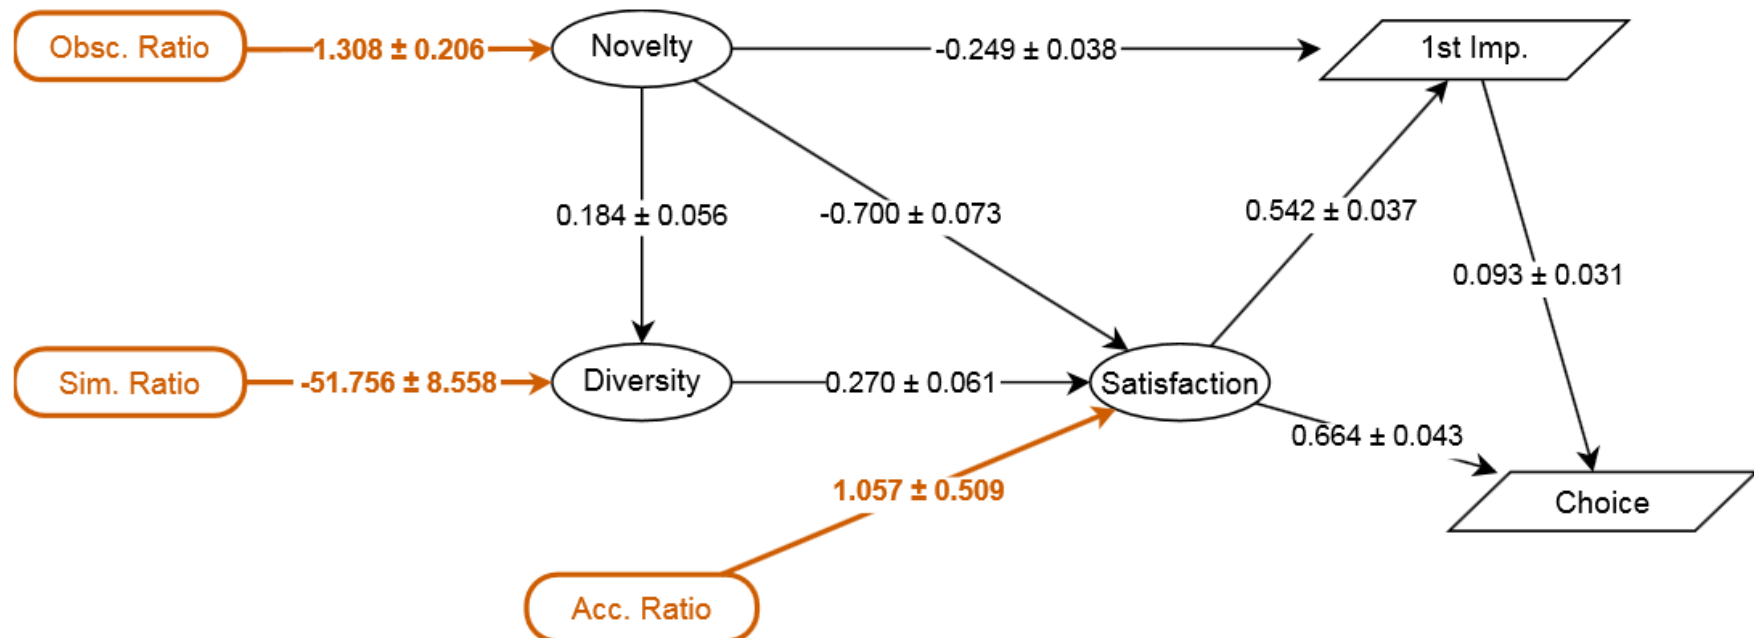 Obsc. Ratio
1.308 ± 0.206
Novelty
-0.249 ± 0.038
1st Imp.
0.184 ± 0.056
-0.700 ± 0.073
0.542 ± 0.037
0.093 ± 0.031
Sim. Ratio
-51.756 ± 8.558
Diversity
0.270 ± 0.061
Satisfaction
0.664 ± 0.043
1.057 ± 0.509
Choice
Acc. Ratio